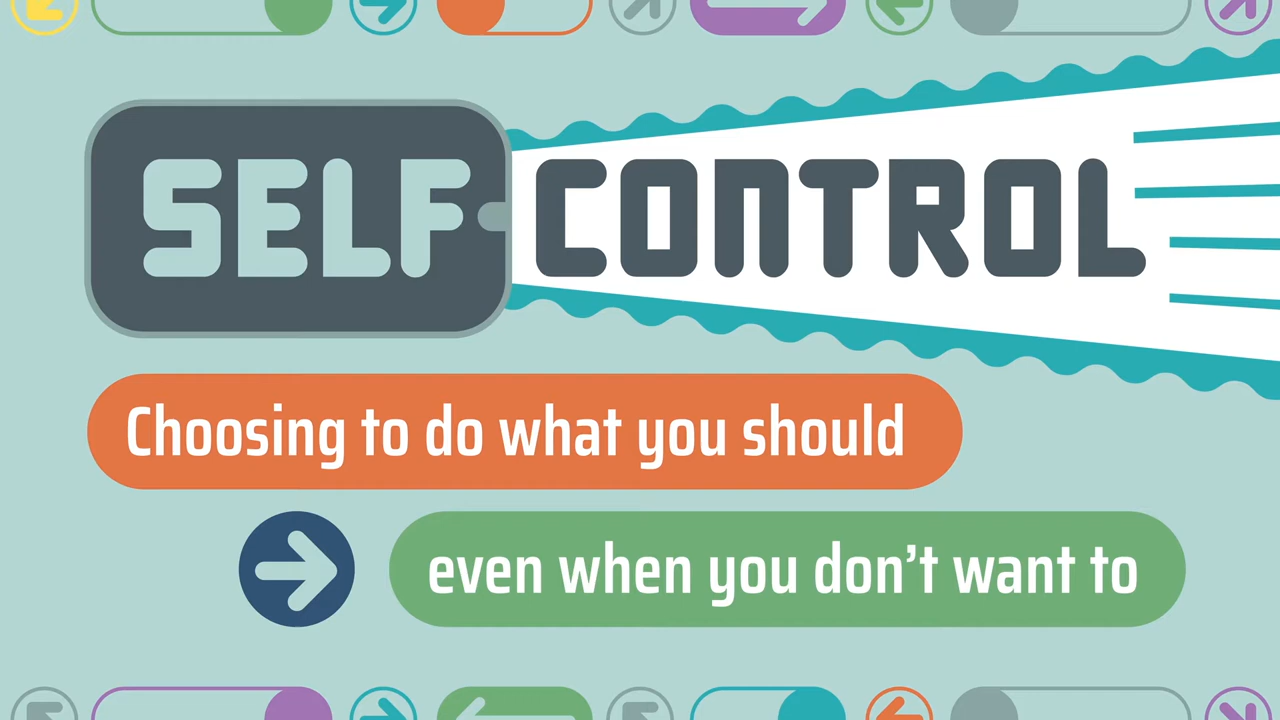 SELF CONTROL
Choosing to do what you should
even when you don’t want to